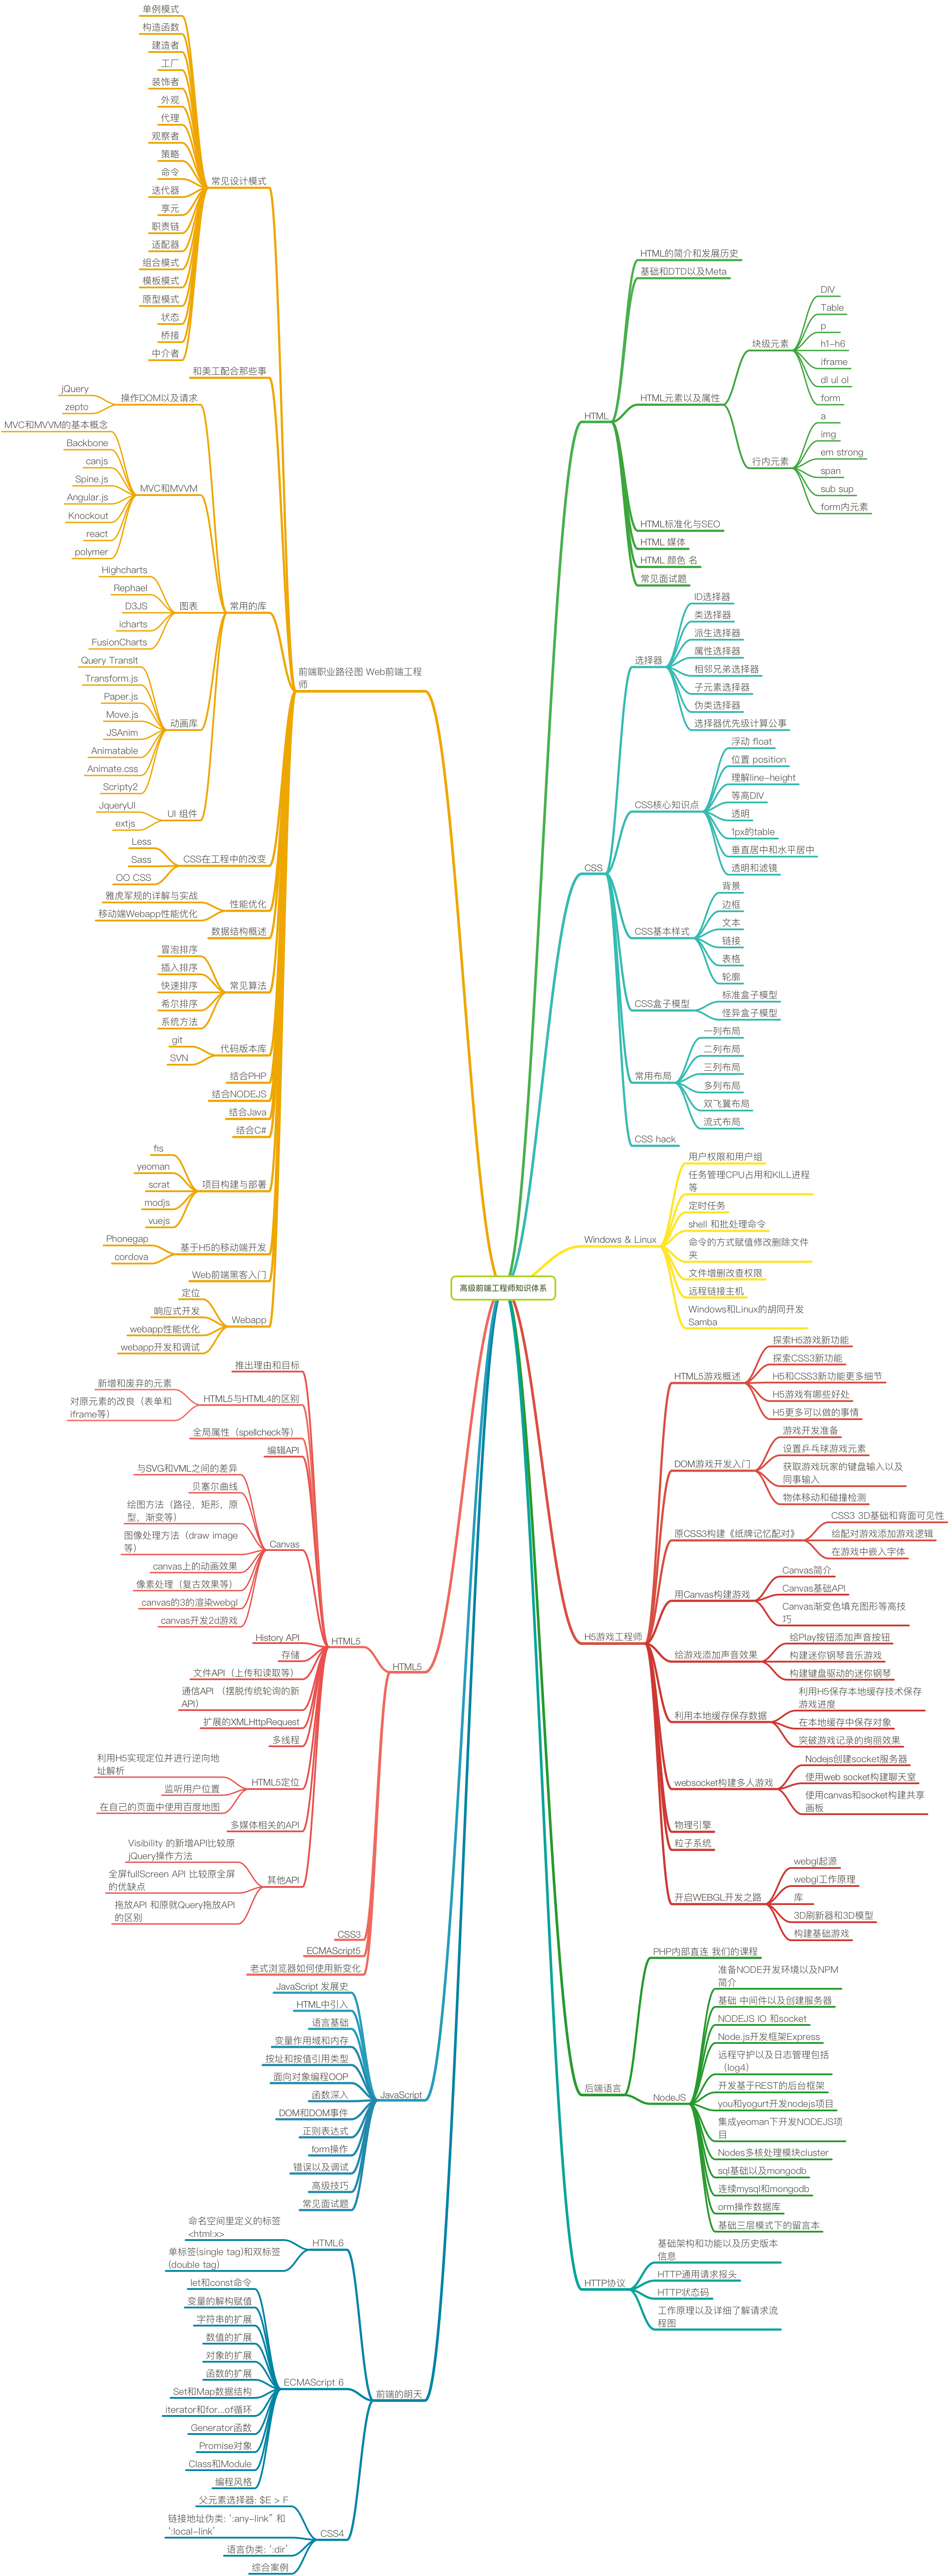 高级前端工程师知识体系
HTML
HTML的简介和发展历史
基础和DTD以及Meta
HTML元素以及属性
块级元素
DIV
Table
p
h1-h6
iframe
dl ul ol
form
行内元素
a
img
em strong
span
sub sup
form内元素
HTML标准化与SEO
HTML 媒体
HTML 颜色 名
常见面试题
CSS
选择器
ID选择器
类选择器
派生选择器
属性选择器
相邻兄弟选择器
子元素选择器
伪类选择器
选择器优先级计算公事
CSS核心知识点
浮动 float
位置 position
理解line-height
等高DIV
透明
1px的table
垂直居中和水平居中
透明和滤镜
CSS基本样式
背景
边框
文本
链接
表格
轮廓
CSS盒子模型
标准盒子模型
怪异盒子模型
常用布局
一列布局
二列布局
三列布局
多列布局
双飞翼布局
流式布局
CSS hack
Windows & Linux
用户权限和用户组
任务管理CPU占用和KILL进程
等
定时任务
shell 和批处理命令
命令的方式赋值修改删除文件
夹
文件增删改查权限
远程链接主机
Windows和Linux的胡同开发
Samba
H5游戏工程师
HTML5游戏概述
探索H5游戏新功能
探索CSS3新功能
H5和CSS3新功能更多细节
H5游戏有哪些好处
H5更多可以做的事情
DOM游戏开发入门
游戏开发准备
设置乒乓球游戏元素
获取游戏玩家的键盘输入以及
同事输入
物体移动和碰撞检测
原CSS3构建《纸牌记忆配对》
CSS3 3D基础和背面可见性
给配对游戏添加游戏逻辑
在游戏中嵌入字体
用Canvas构建游戏
Canvas简介
Canvas基础API
Canvas渐变色填充图形等高技
巧
给游戏添加声音效果
给Play按钮添加声音按钮
构建迷你钢琴音乐游戏
构建键盘驱动的迷你钢琴
利用本地缓存保存数据
利用H5保存本地缓存技术保存
游戏进度
在本地缓存中保存对象
突破游戏记录的绚丽效果
websocket构建多人游戏
Nodejs创建socket服务器
使用web socket构建聊天室
使用canvas和socket构建共享
画板
物理引擎
粒子系统
开启WEBGL开发之路
webgl起源
webgl工作原理
库
3D刷新器和3D模型
构建基础游戏
后端语言
PHP内部直连 我们的课程
NodeJS
准备NODE开发环境以及NPM
简介
基础 中间件以及创建服务器
NODEJS IO 和socket
Node.js开发框架Express
远程守护以及日志管理包括
（log4）
开发基于REST的后台框架
you和yogurt开发nodejs项目
集成yeoman下开发NODEJS项
目
Nodes多核处理模块cluster
sql基础以及mongodb
连续mysql和mongodb
orm操作数据库
基础三层模式下的留言本
HTTP协议
基础架构和功能以及历史版本
信息
HTTP通用请求报头
HTTP状态码
工作原理以及详细了解请求流
程图
前端职业路径图 Web前端工程
师
常见设计模式
单例模式
构造函数
建造者
工厂
装饰者
外观
代理
观察者
策略
命令
迭代器
享元
职责链
适配器
组合模式
模板模式
原型模式
状态
桥接
中介者
和美工配合那些事
常用的库
操作DOM以及请求
jQuery
zepto
MVC和MVVM
MVC和MVVM的基本概念
Backbone
canjs
Spine.js
Angular.js
Knockout
react
polymer
图表
Highcharts
Rephael
D3JS
icharts
FusionCharts
动画库
Query TransIt
Transform.js
Paper.js
Move.js
JSAnim
Animatable
Animate.css
Scripty2
UI 组件
JqueryUI
extjs
CSS在工程中的改变
Less
Sass
OO CSS
性能优化
雅虎军规的详解与实战
移动端Webapp性能优化
数据结构概述
常见算法
冒泡排序
插入排序
快速排序
希尔排序
系统方法
代码版本库
git
SVN
结合PHP
结合NODEJS
结合Java
结合C#
项目构建与部署
fis
yeoman
scrat
modjs
vuejs
基于H5的移动端开发
Phonegap
cordova
Web前端黑客入门
Webapp
定位
响应式开发
webapp性能优化
webapp开发和调试
HTML5
HTML5
推出理由和目标
HTML5与HTML4的区别
新增和废弃的元素
对原元素的改良（表单和
iframe等）
全局属性（spellcheck等）
编辑API
Canvas
与SVG和VML之间的差异
贝塞尔曲线
绘图方法（路径，矩形，原
型，渐变等）
图像处理方法（draw image
等）
canvas上的动画效果
像素处理（复古效果等）
canvas的3的渲染webgl
canvas开发2d游戏
History API
存储
文件API（上传和读取等）
通信API （摆脱传统轮询的新
API）
扩展的XMLHttpRequest
多线程
HTML5定位
利用H5实现定位并进行逆向地
址解析
监听用户位置
在自己的页面中使用百度地图
多媒体相关的API
其他API
Visibility 的新增API比较原
jQuery操作方法
全屏fullScreen API 比较原全屏
的优缺点
拖放API 和原就Query拖放API
的区别
CSS3
ECMAScript5
老式浏览器如何使用新变化
JavaScript
JavaScript 发展史
HTML中引入
语言基础
变量作用域和内存
按址和按值引用类型
面向对象编程OOP
函数深入
DOM和DOM事件
正则表达式
form操作
错误以及调试
高级技巧
常见面试题
前端的明天
HTML6
命名空间里定义的标签
<html:x>
单标签(single tag)和双标签
(double tag)
ECMAScript 6
let和const命令
变量的解构赋值
字符串的扩展
数值的扩展
对象的扩展
函数的扩展
Set和Map数据结构
iterator和for...of循环
Generator函数
Promise对象
Class和Module
编程风格
CSS4
父元素选择器: $E > F
链接地址伪类: ‘:any-link” 和
‘:local-link’
语言伪类: ‘:dir’
综合案例